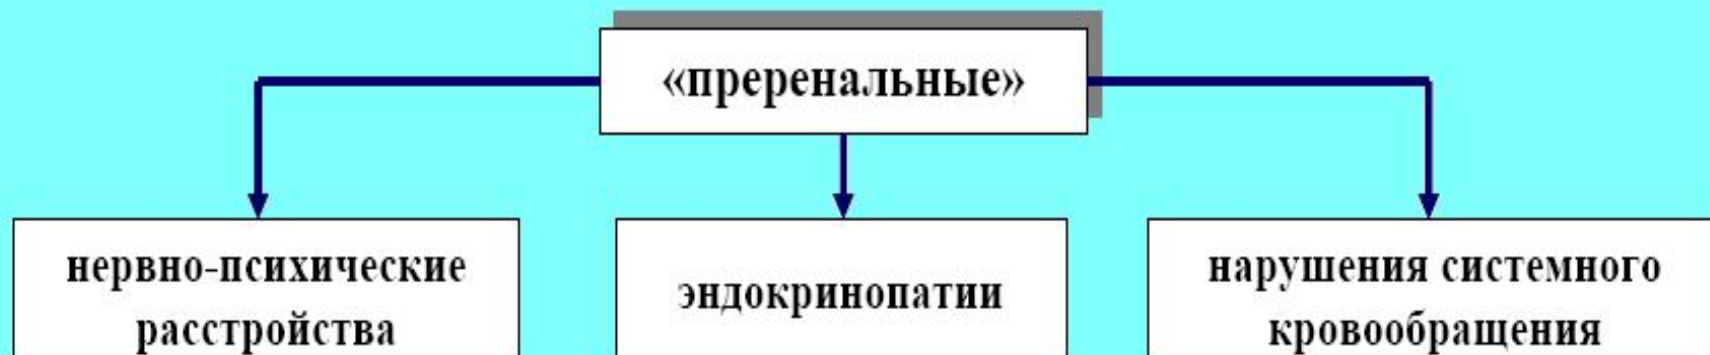 «преренальные»
нервно-психические
расстройства
эндокринопатии
нарушения системного
кровообращения